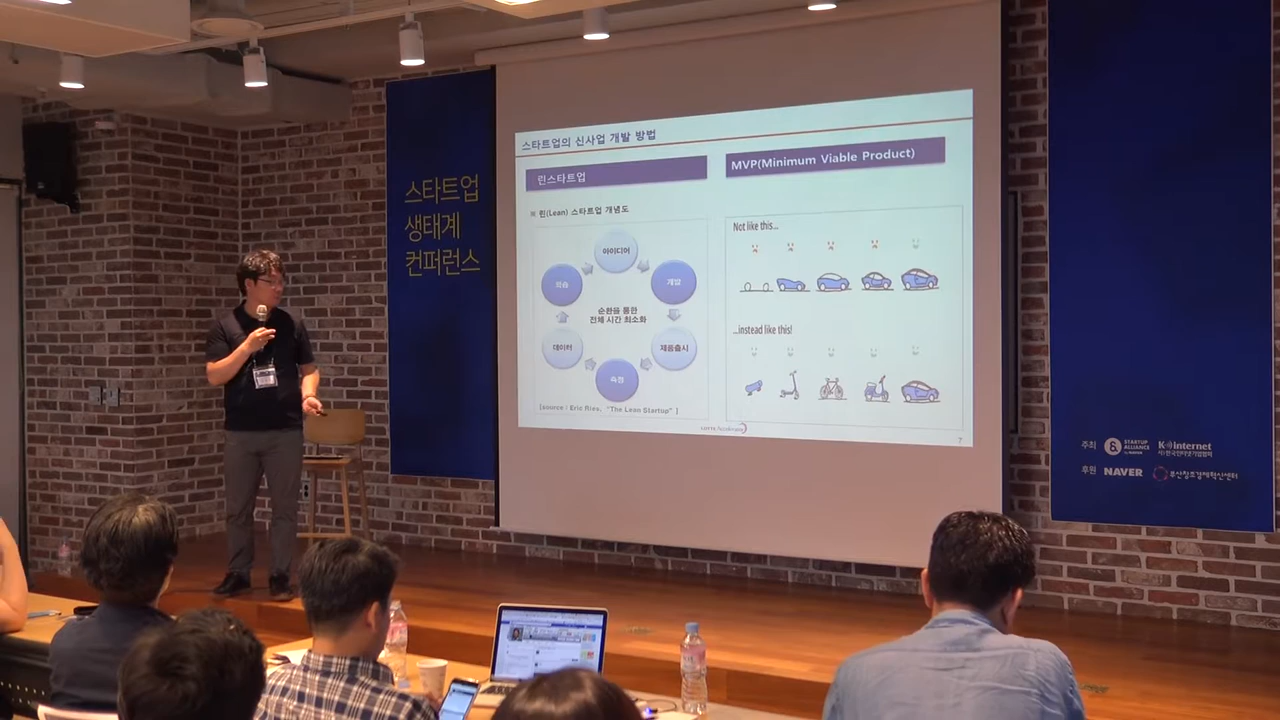 스타트업
생태계
컨퍼런스
스타트업의 신사업 개발 방법
린스타트업
MVP(Minimum Viable Product)
※ 린(Lean) 스타트업 개념도
아이디어
개발
제품출시
측정
데이터
학습
순환을 통한
전체 시간 최소화
[source : Eric Ries, "The Lean Startup" ]
Not like this...
...instead like this!
LOTTE Accelerator
7
주최
STARTUP
ALLIANCE
by NAVER
K internet
사)한국인터넷기업협회
후원
NAVER
부산창조경제혁신센터